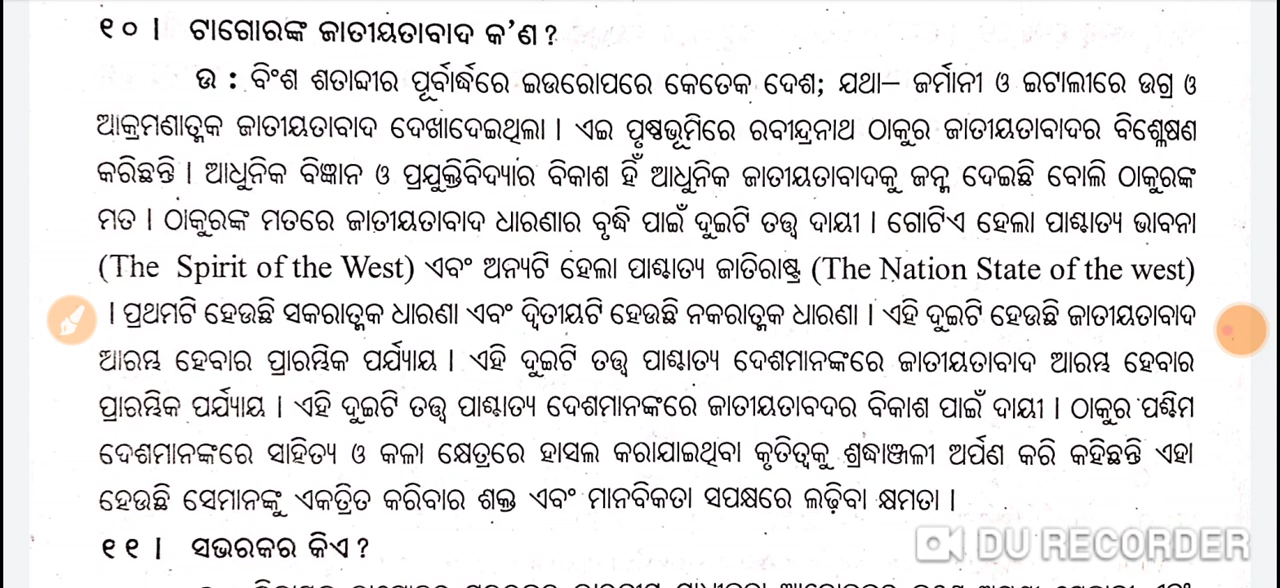 ୧୦ । ଟାଗୋରଙ୍କ ଜାତୀୟତାବାଦ କ'ଣ ?
ଉ : ବିଂଶ ଶତାବ୍ଦୀର ପୂର୍ବାର୍ଦ୍ଧରେ ଇଉରୋପରେ କେତେକ ଦେଶ; ଯଥା– ଜର୍ମାନୀ ଓ ଇଟାଲୀରେ ଉଗ୍ର ଓ
ଆକ୍ରମଣାତ୍ମକ ଜାତୀୟତାବାଦ ଦେଖାଦେଇଥିଲା । ଏଇ ପୃଷ୍ଠଭୂମିରେ ରବୀନ୍ଦ୍ରନାଥ ଠାକୁର ଜାତୀୟତାବାଦର ବିଶ୍ଳେଷଣ
କରିଛନ୍ତି । ଆଧୁନିକ ବିଜ୍ଞାନ ଓ ପ୍ରଯୁକ୍ତିବିଦ୍ୟାର ବିକାଶ ହିଁ ଆଧୁନିକ ଜାତୀୟତାବାଦକୁ ଜନ୍ମ ଦେଇଛି ବୋଲି ଠାକୁରଙ୍କ
ମତ । ଠାକୁରଙ୍କ ମତରେ ଜାତୀୟତାବାଦ ଧାରଣାର ବୃଦ୍ଧି ପାଇଁ ଦୁଇଟି ତତ୍ତ୍ୱ ଦାୟୀ । ଗୋଟିଏ ହେଲା ପାଶ୍ଚାତ୍ୟ ଭାବନା
(The Spirit of the West) ଏବଂ ଅନ୍ୟଟି ହେଲା ପାଶ୍ଚାତ୍ୟ ଜାତିରାଷ୍ଟ୍ର (The Nation State of the west)
। ପ୍ରଥମଟି ହେଉଛି ସକରାତ୍ମକ ଧାରଣା ଏବଂ ଦ୍ୱିତୀୟଟି ହେଉଛି ନକରାତ୍ମକ ଧାରଣା । ଏହି ଦୁଇଟି ହେଉଛି ଜାତୀୟତାବାଦ
ଆରମ୍ଭ ହେବାର ପ୍ରାରମ୍ଭିକ ପର୍ଯ୍ୟାୟ । ଏହି ଦୁଇଟି ତତ୍ତ୍ୱ ପାଶ୍ଚାତ୍ୟ ଦେଶମାନଙ୍କରେ ଜାତୀୟତାବାଦ ଆରମ୍ଭ ହେବାର
ପ୍ରାରମ୍ଭିକ ପର୍ଯ୍ୟାୟ । ଏହି ଦୁଇଟି ତତ୍ତ୍ୱ ପାଶ୍ଚାତ୍ୟ ଦେଶମାନଙ୍କରେ ଜାତୀୟତାବଦର ବିକାଶ ପାଇଁ ଦାୟୀ । ଠାକୁର ପଶ୍ଚିମ
ଦେଶମାନଙ୍କରେ ସାହିତ୍ୟ ଓ କଳା କ୍ଷେତ୍ରରେ ହାସଲ କରାଯାଇଥିବା କୃତିତ୍ୱକୁ ଶ୍ରଦ୍ଧାଞ୍ଜଳୀ ଅର୍ପଣ କରି କହିଛନ୍ତି ଏହା
ହେଉଛି ସେମାନଙ୍କୁ ଏକତ୍ରିତ କରିବାର ଶକ୍ତ ଏବଂ ମାନବିକତା ସପକ୍ଷରେ ଲଢ଼ିବା କ୍ଷମତା ।
୧୧ । ସଭରକର କିଏ ?
DU RECORDER